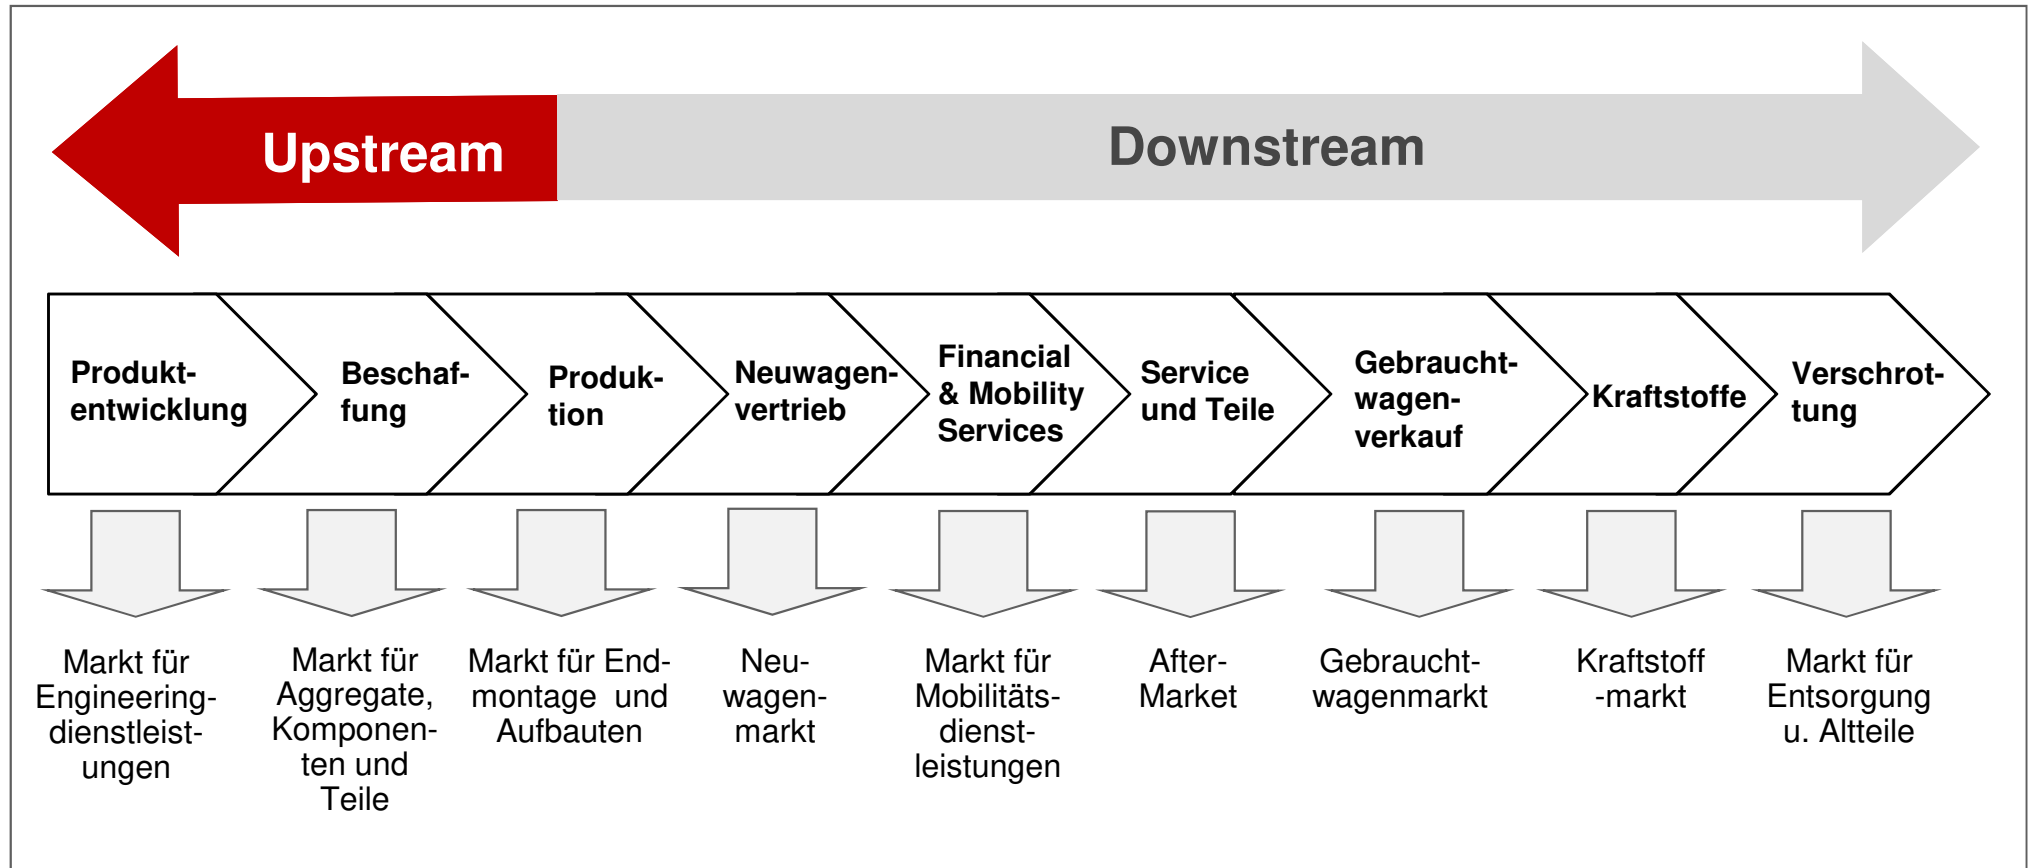 Upstream
Downstream
Produkt-
entwicklung
Beschaf-
fung
Produk-
tion
Neuwagen-
vertrieb
Financial
& Mobility
Services
Service
und Teile
Gebraucht-
wagen-
verkauf
Kraftstoffe
Verschrot-
tung
Markt für
Engineering-
dienstleist-
ungen
Markt für
Aggregate,
Komponen-
ten und
Teile
Markt für End-
montage und
Aufbauten
Neu-
wagen-
markt
Markt für
Mobilitäts-
dienst-
leistungen
After-
Market
Gebraucht-
wagenmarkt
Kraftstoff
-markt
Markt für
Entsorgung
u. Altteile